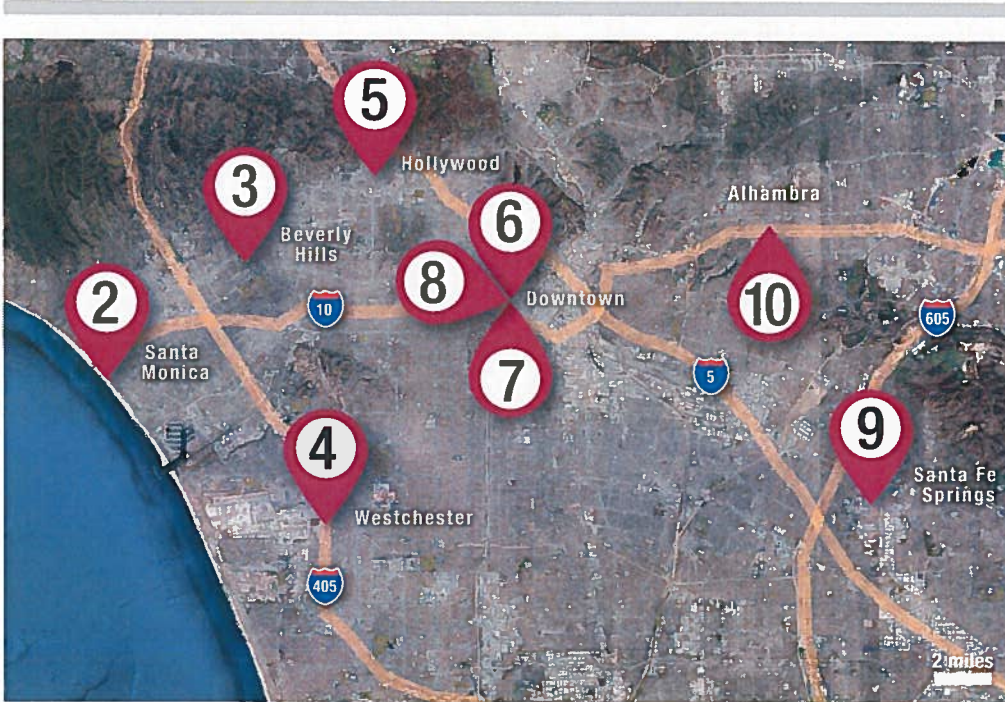 5
Hollywood
3
Alhambra
6
Beverly
Hills
8
2
10
Downtown
10
605
Santa
Monica
7
5
4
9
Santa Fe
Springs
Westchester
405
2 miles